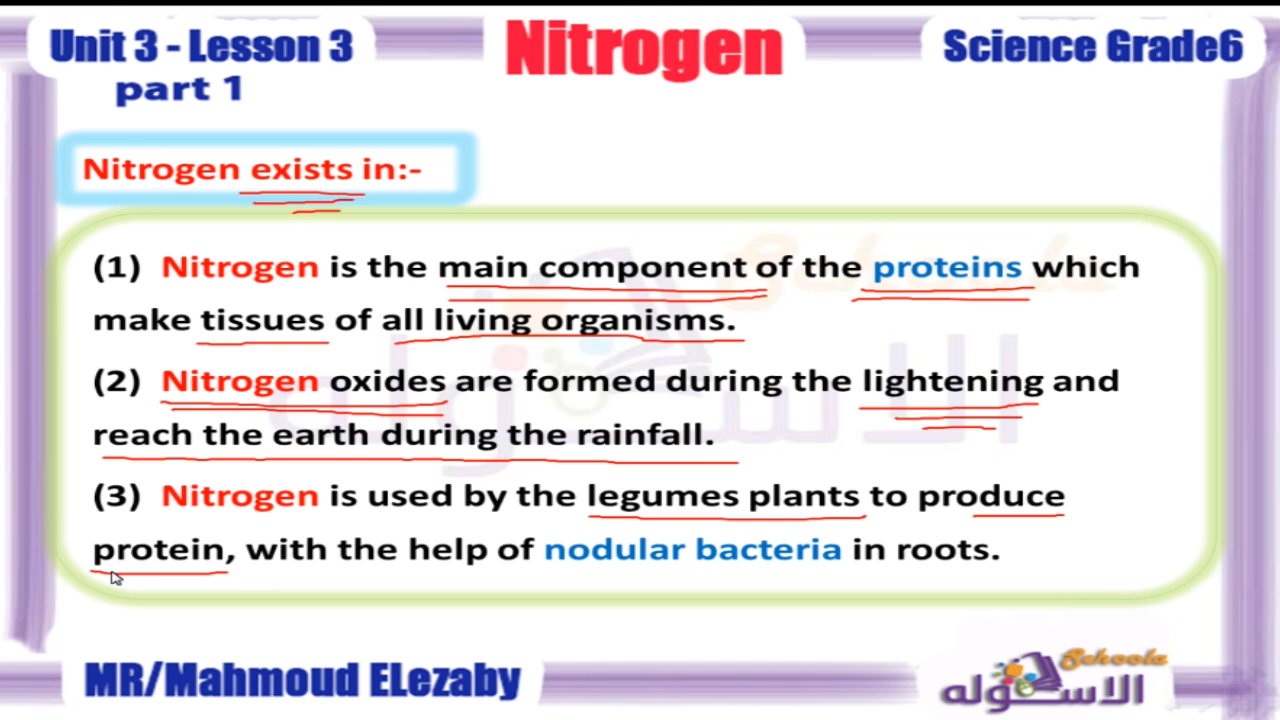 Unit 3 - Lesson 3
part 1
Nitrogen
Science Grade6
Nitrogen exists in:-
(1) Nitrogen is the main component of the proteins which
make tissues of all living organisms.
(2) Nitrogen oxides are formed during the lightening and
reach the earth during the rainfall.
(3) Nitrogen is used by the legumes plants to produce
protein, with the help of nodular bacteria in roots.
MR/Mahmoud ELezaby
Schoola
الاسكوله